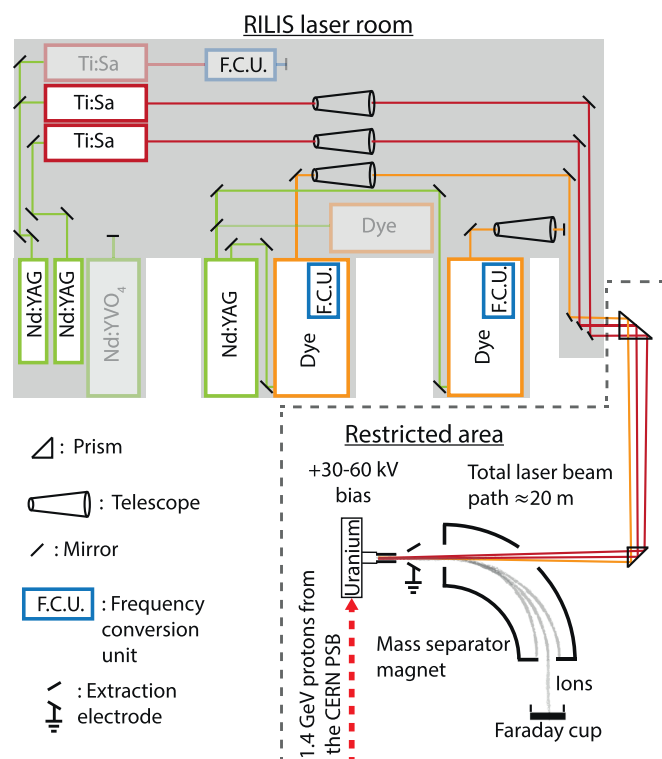 RILIS laser room
Ti:Sa
F.C.U.
Ti:Sa
Ti:Sa
Dye
Nd:YAG
Nd:YAG
Nd:YVO₄
Nd:YAG
Dye
F.C.U.
Dye
F.C.U.
Restricted area
+30-60 kV
bias
Total laser beam
path ≈20 m
Uranium
1.4 GeV protons from
the CERN PSB
Mass separator
magnet
Ions
Faraday cup
: Prism
: Telescope
: Mirror
F.C.U.
: Frequency
conversion
unit
: Extraction
electrode